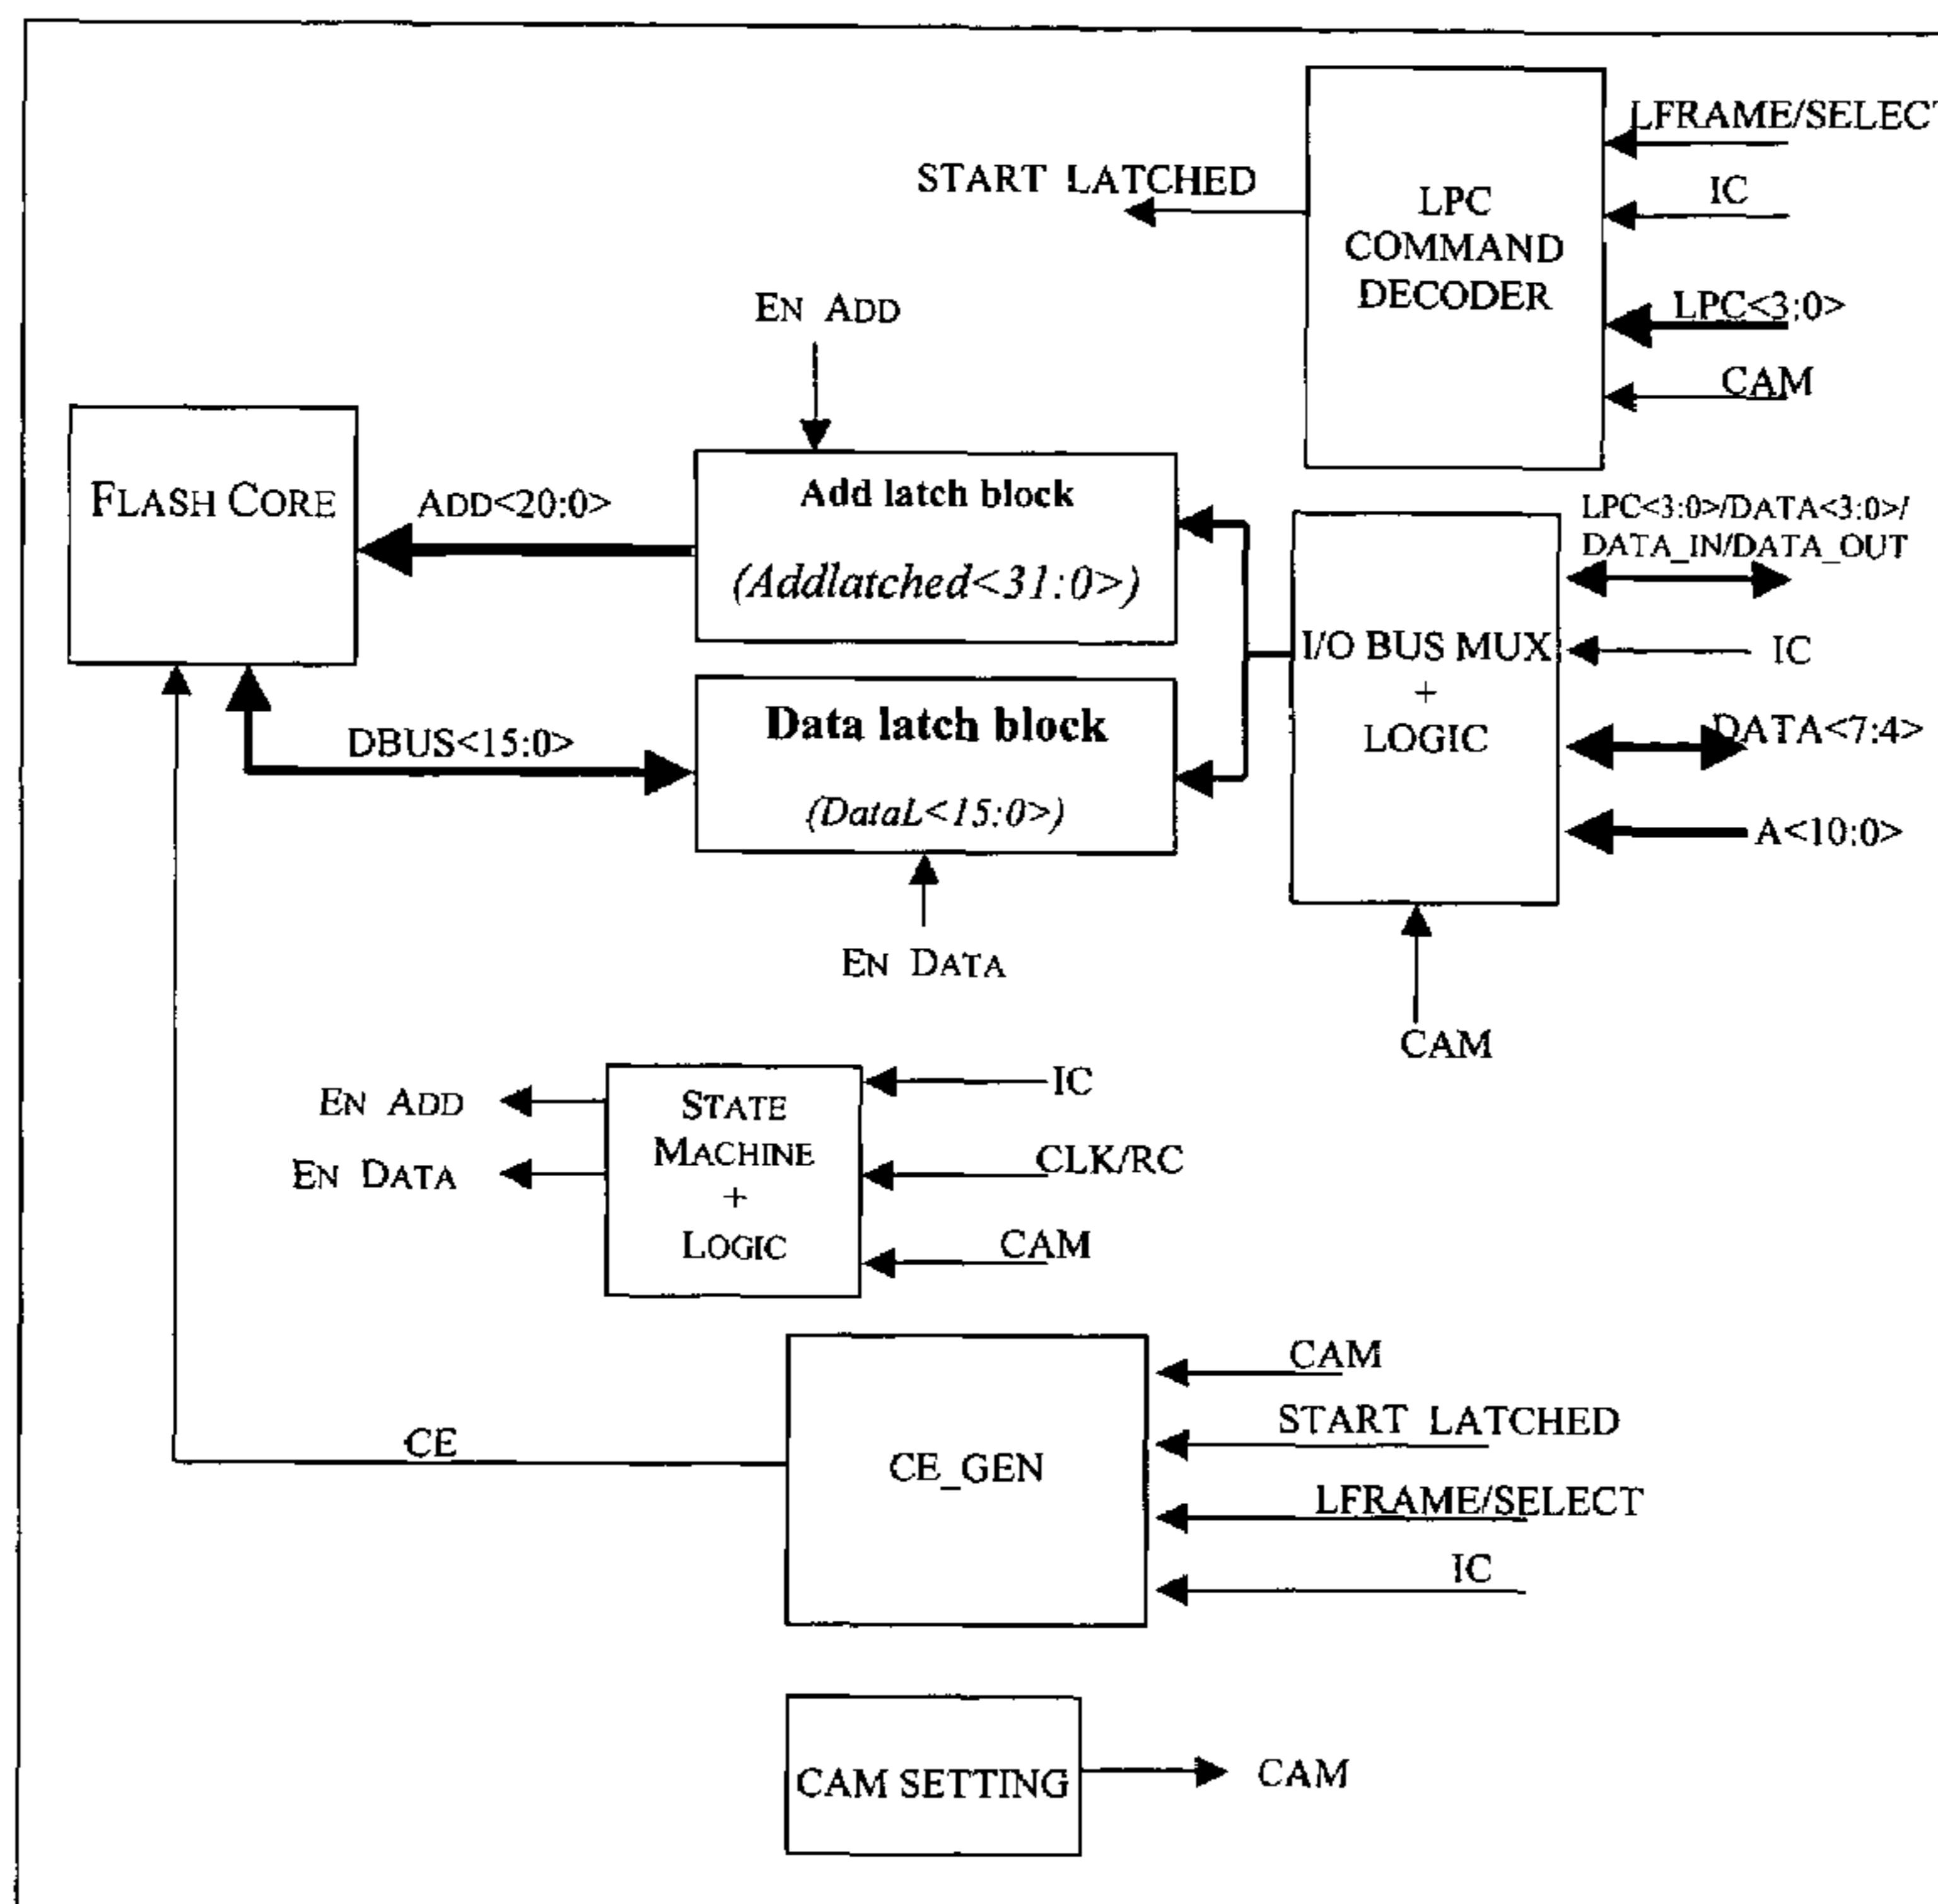 LFRAME/SELECT
START LATCHED
LPC
COMMAND
DECODER
IC
LPC<3:0>
CAM
EN ADD
FLASH CORE
ADD<20:0>
Add latch block
(Addlatched<31:0>)
LPC<3:0>/DATA<3:0>/
DATA_IN/DATA_OUT
I/O BUS MUX
+
LOGIC
IC
DATA<7:4>
A<10:0>
DBUS<15:0>
Data latch block
(DataL<15:0>)
EN DATA
CAM
EN ADD
EN DATA
STATE
MACHINE
+
LOGIC
IC
CLK/RC
CAM
CE
CE_GEN
CAM
START LATCHED
LFRAME/SELECT
IC
CAM SETTING
CAM